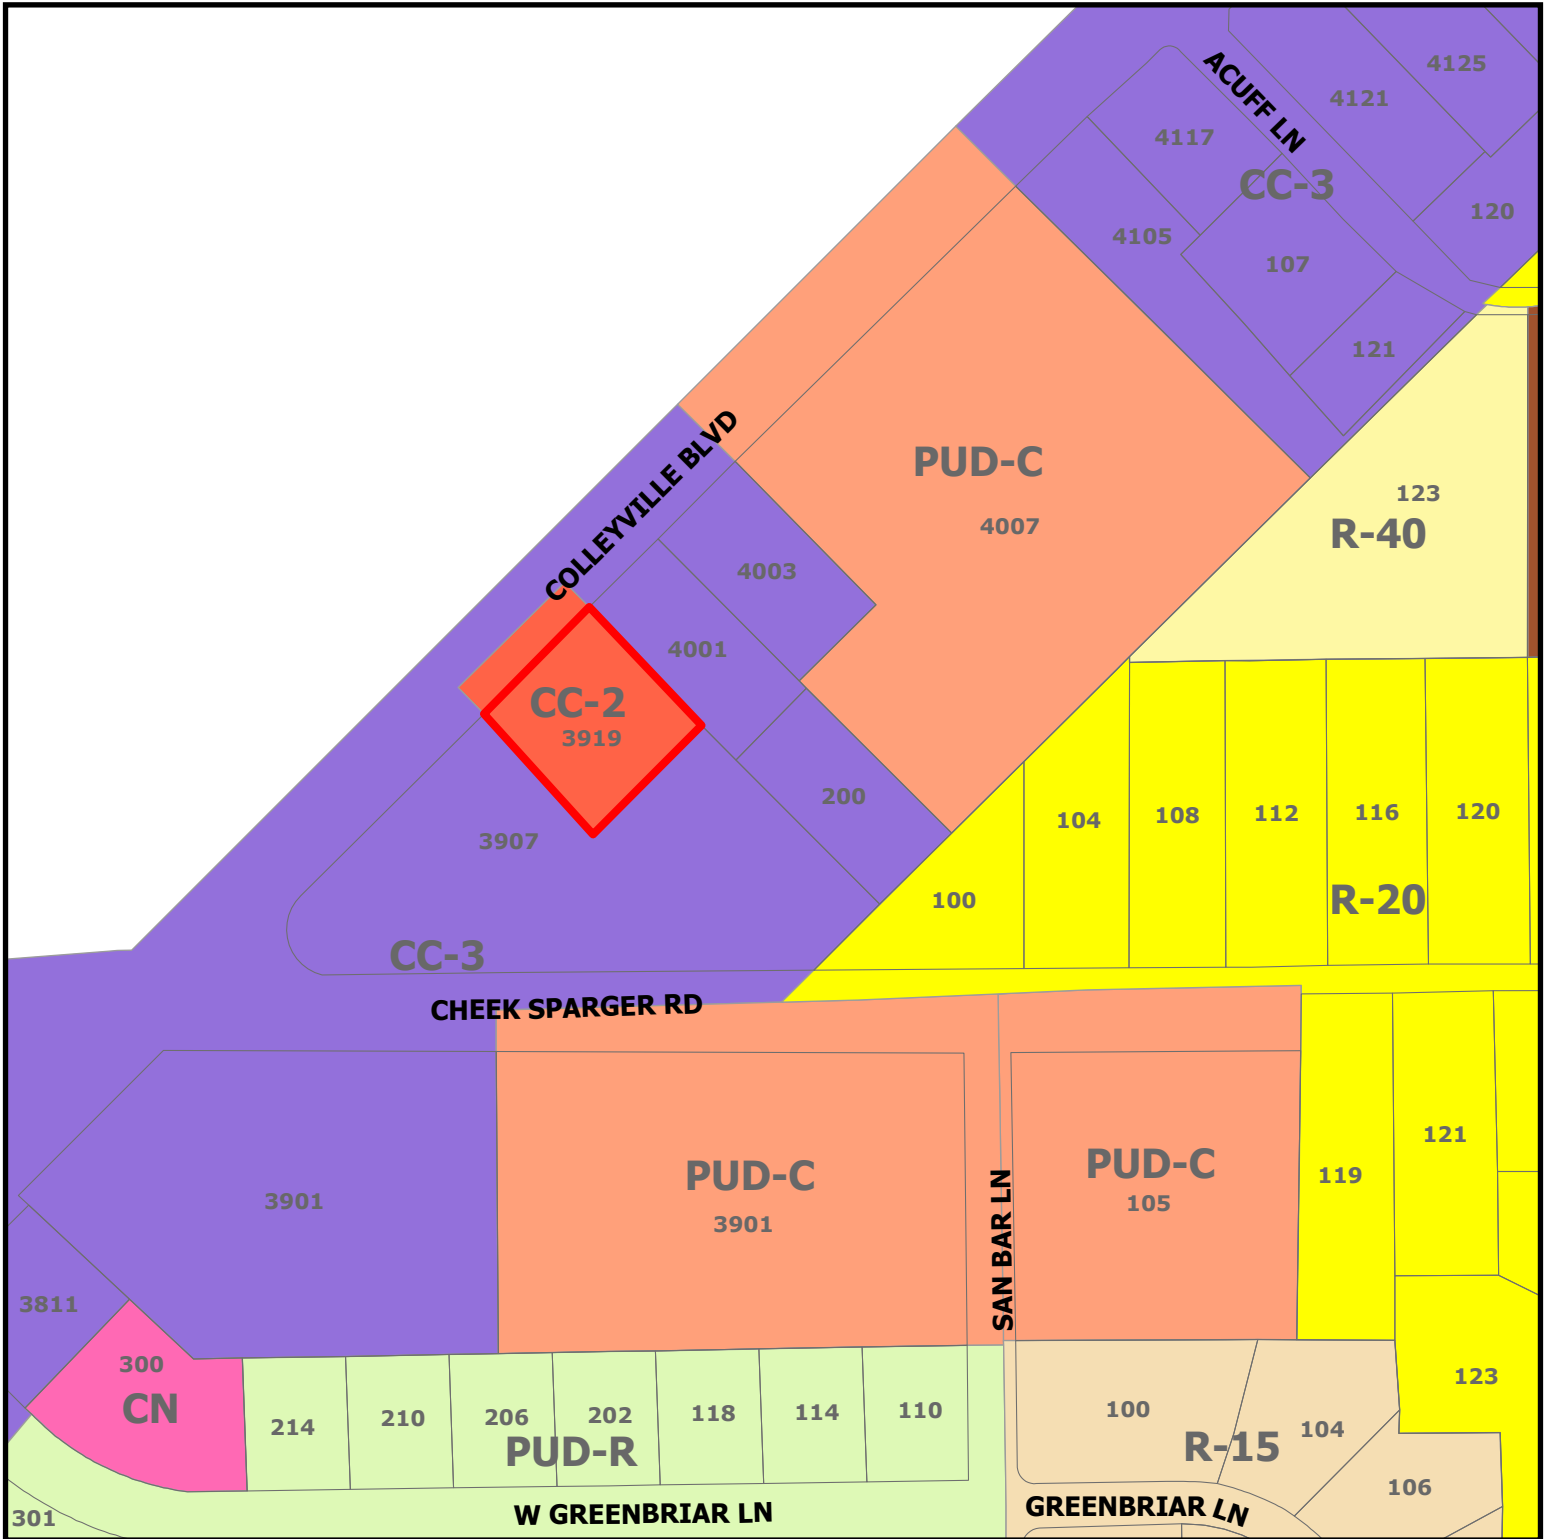 4125
ACUFF LN
4121
4117
CC-3
120
4105
107
121
COLLEYVILLE BLVD
PUD-C
4007
123
R-40
4003
4001
CC-2
3919
200
3907
104
108
112
116
120
100
R-20
CC-3
CHEEK SPARGER RD
121
PUD-C
3901
PUD-C
105
119
3901
SAN BAR LN
3811
300
CN
214
210
206
202
118
114
110
PUD-R
100
104
R-15
123
106
301
W GREENBRIAR LN
GREENBRIAR LN